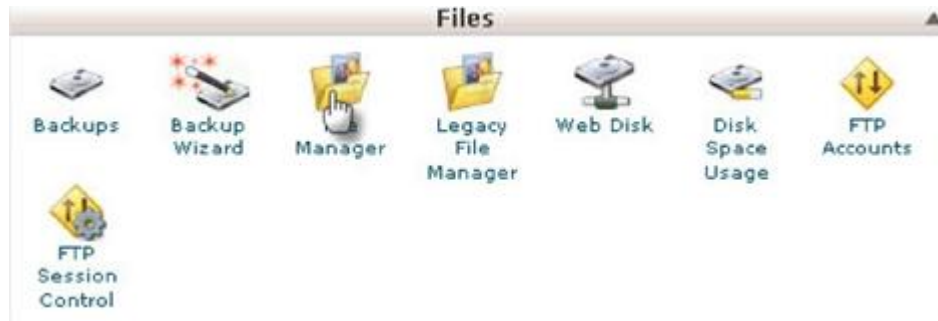 Files
Backups
Backup
Wizard
Manager
Legacy
File
Manager
Web Disk
Disk
Space
Usage
FTP
Accounts
FTP
Session
Control